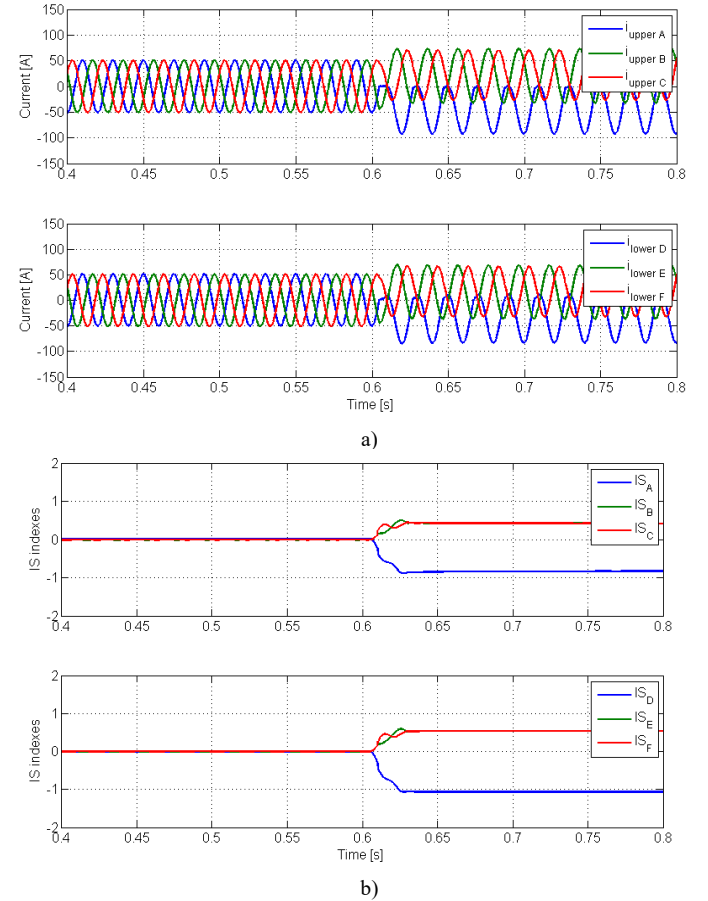 150
100
50
0
-50
-100
-150
Current [A]
0.4 0.45 0.5 0.55 0.6 0.65 0.7 0.75 0.8
i upper A
i upper B
i upper C
150
100
50
0
-50
-100
-150
Current [A]
0.4 0.45 0.5 0.55 0.6 0.65 0.7 0.75 0.8
Time [s]
i lower D
i lower E
i lower F
a)
2
1
0
-1
-2
IS indexes
0.4 0.45 0.5 0.55 0.6 0.65 0.7 0.75 0.8
IS A
IS B
IS C
2
1
0
-1
-2
IS indexes
0.4 0.45 0.5 0.55 0.6 0.65 0.7 0.75 0.8
Time [s]
IS D
IS E
IS F
b)